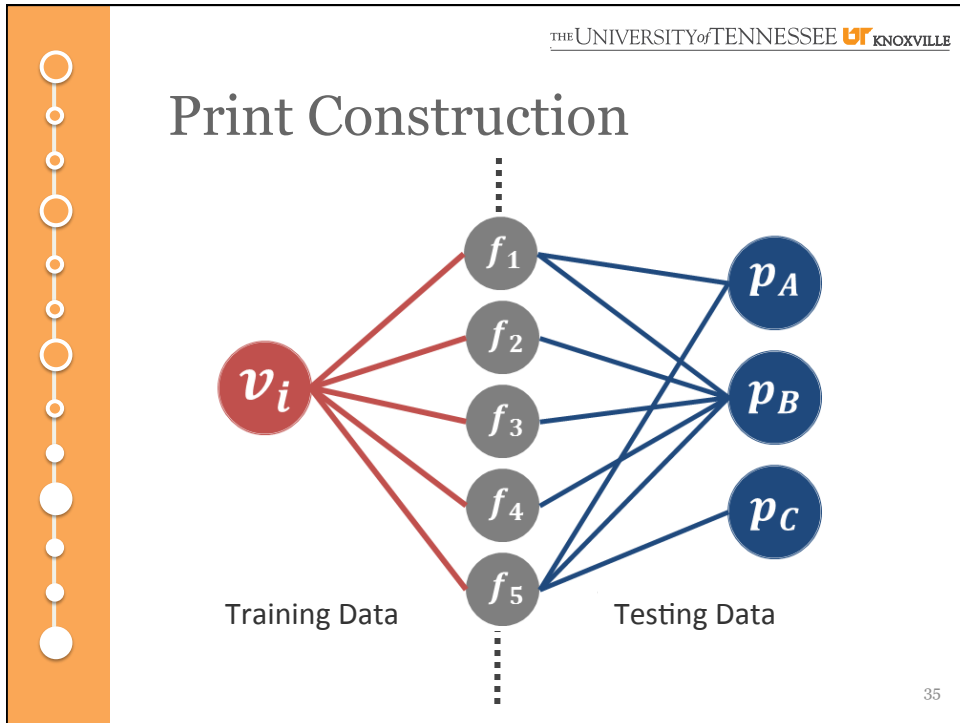 THE UNIVERSITY of TENNESSEE UT KNOXVILLE
Print Construction
f1
f2
f3
f4
f5
vi
pA
pB
pC
Training Data
Testing Data
35